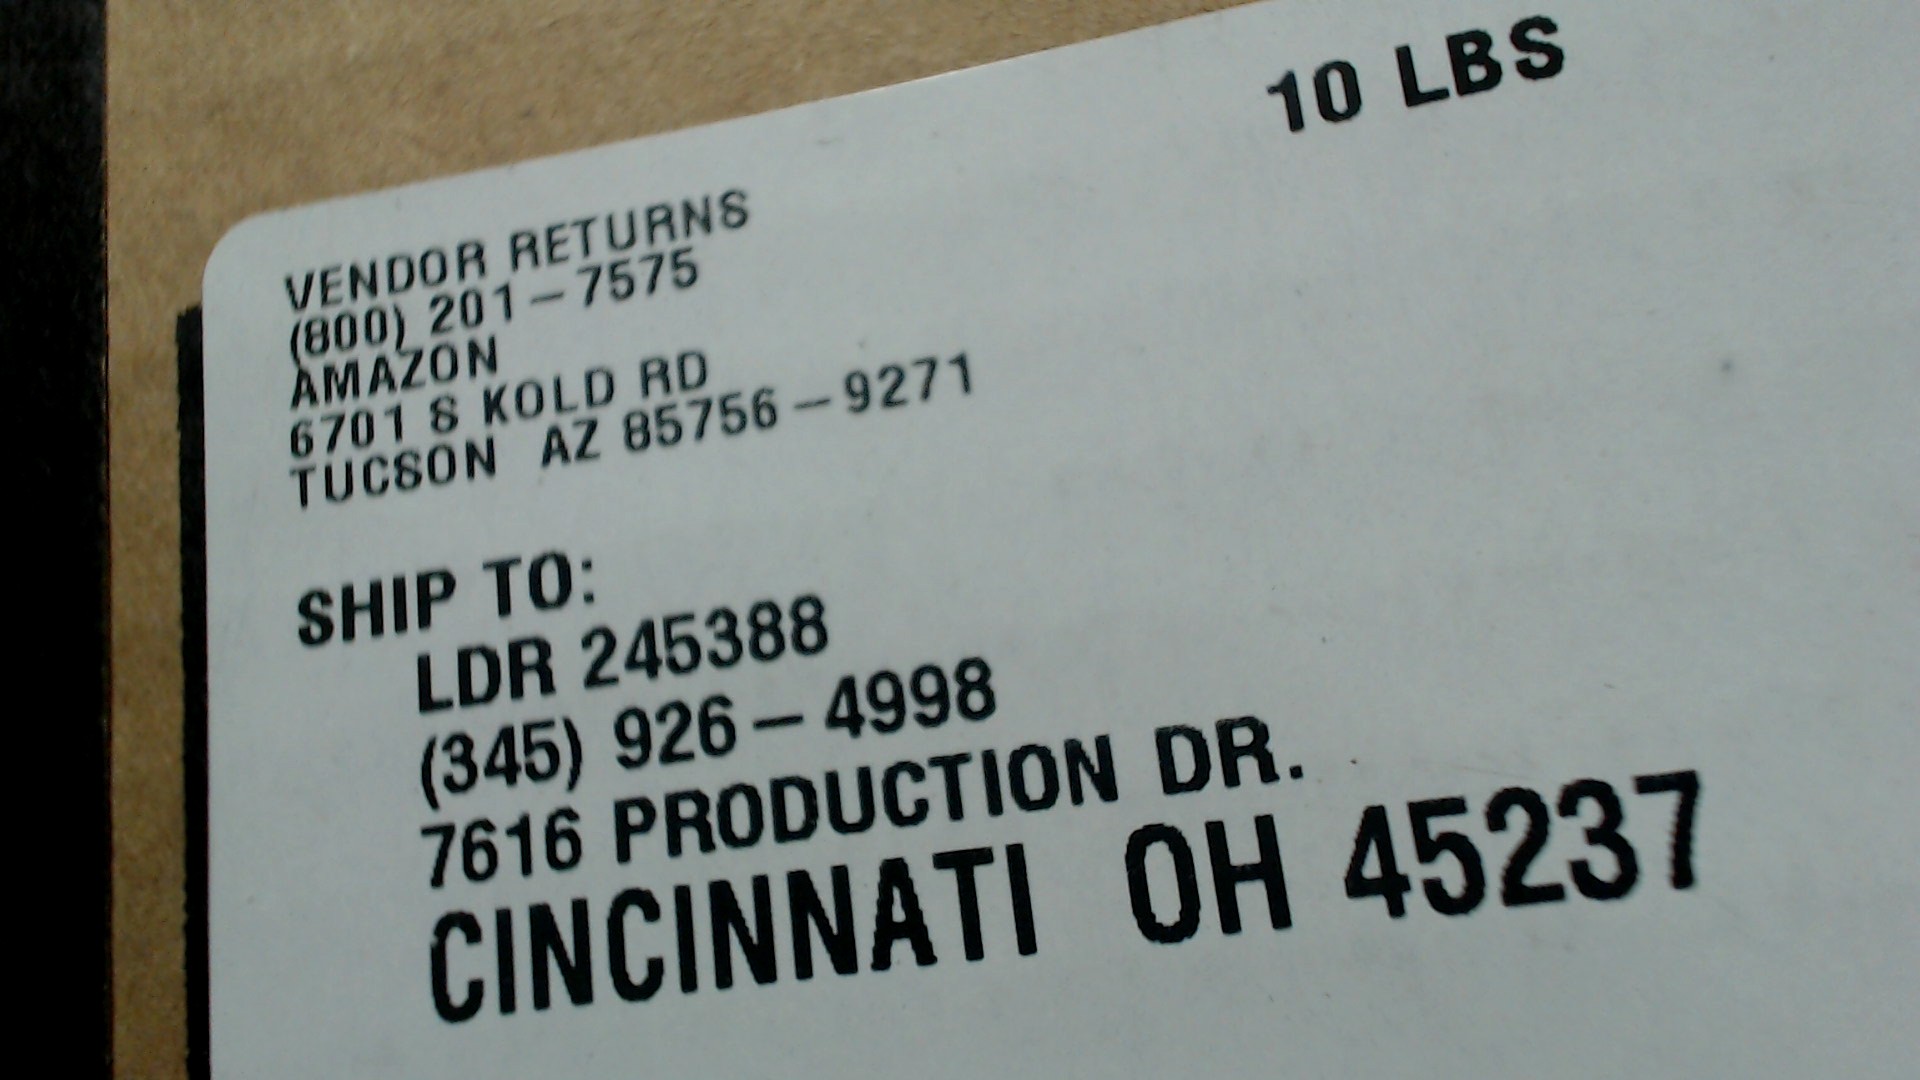 10 LBS
VENDOR RETURNS
(800) 201-7575
AMAZON
6701 S KOLD RD
TUCSON AZ 85756-9271
SHIP TO:
LDR 245388
(345) 926-4998
7616 PRODUCTION DR.
CINCINNATI OH 45237